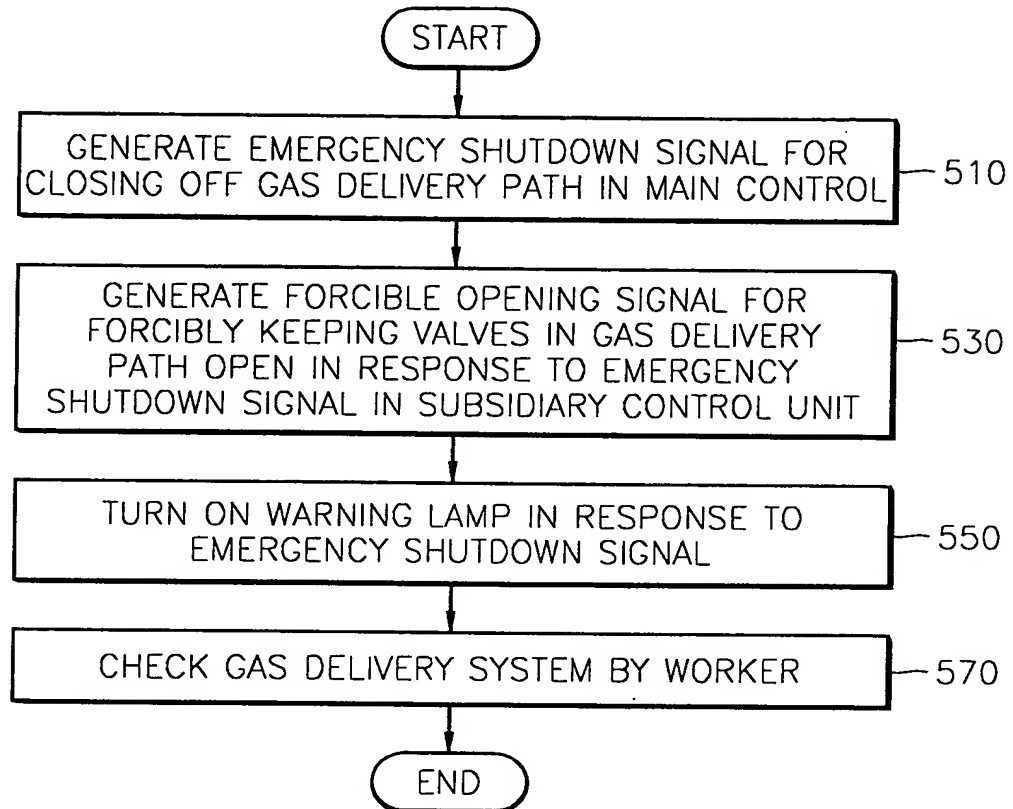 START
GENERATE EMERGENCY SHUTDOWN SIGNAL FOR
CLOSING OFF GAS DELIVERY PATH IN MAIN CONTROL
510
GENERATE FORCIBLE OPENING SIGNAL FOR
FORCIBLY KEEPING VALVES IN GAS DELIVERY
PATH OPEN IN RESPONSE TO EMERGENCY
SHUTDOWN SIGNAL IN SUBSIDIARY CONTROL UNIT
530
TURN ON WARNING LAMP IN RESPONSE TO
EMERGENCY SHUTDOWN SIGNAL
550
CHECK GAS DELIVERY SYSTEM BY WORKER
570
END